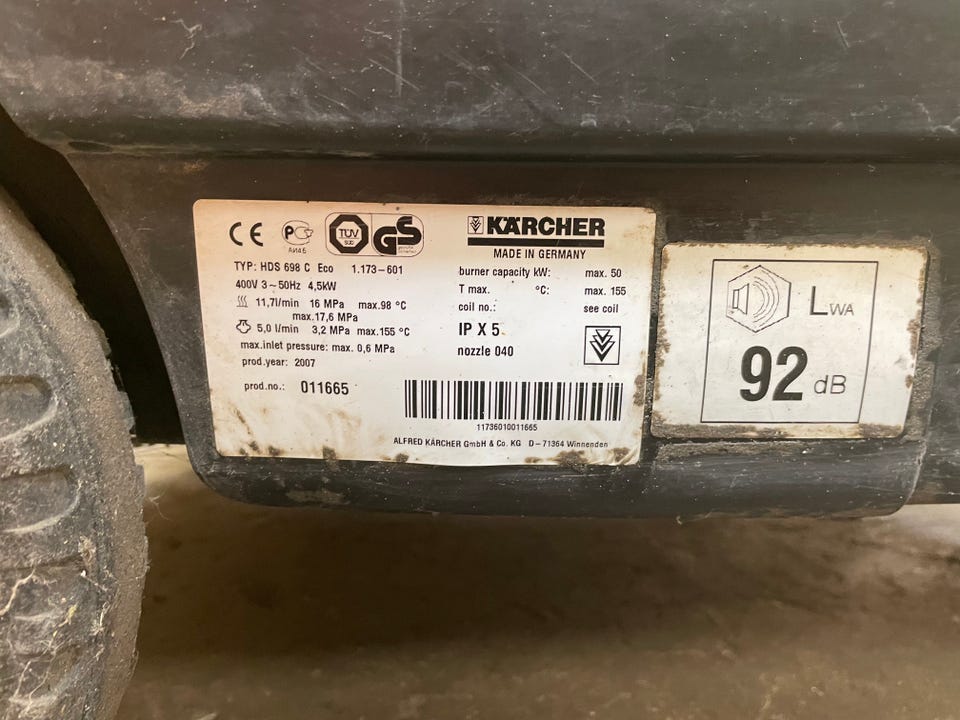 CE PC АИ46 TÜV SÜD GS
TYP: HDS 698 C Eco 1.173-601
400V 3~50Hz 4,5kW
11,7l/min 16 MPa max.98 °C
max.17,6 MPa
5,0 l/min 3,2 MPa max.155 °C
max.inlet pressure: max. 0,6 MPa
prod.year: 2007
prod.no.: 011665
KÄRCHER
MADE IN GERMANY
burner capacity kW: max. 50
T max. °C: max. 155
coil no.: see coil
IP X 5
nozzle 040
11736010011665
ALFRED KÄRCHER GmbH & Co. KG D-71364 Winnenden
LWA
92 dB